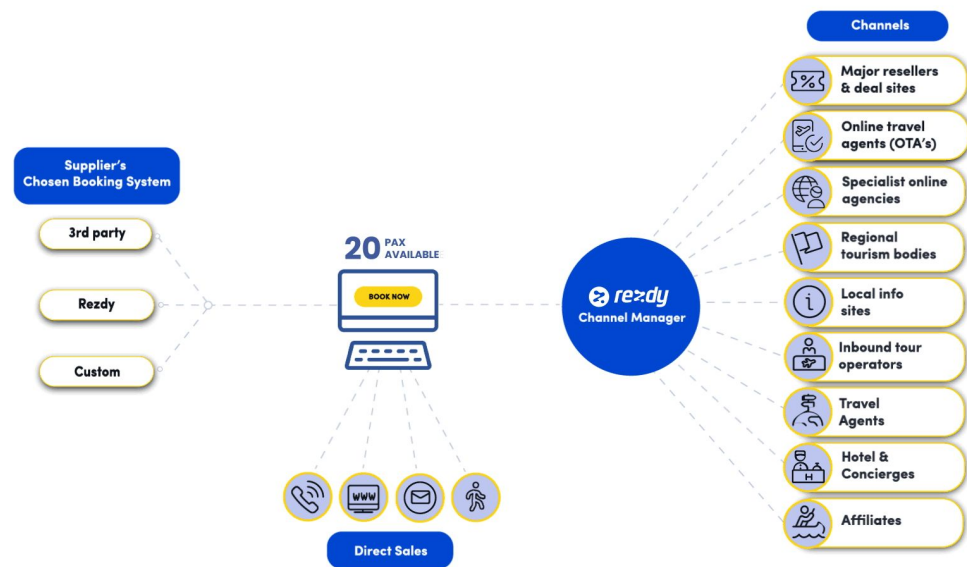 Channels
Major resellers
& deal sites
Online travel
agents (OTA's)
Supplier's
Chosen Booking System
Specialist online
agencies
3rd party
20 PAX
AVAILABLE
Regional
tourism bodies
BOOK NOW
Rezdy
rezdy
Channel Manager
Local info
sites
Inbound tour
operators
Custom
Travel
Agents
Hotel &
Concierges
H
WWW
Affiliates
Direct Sales